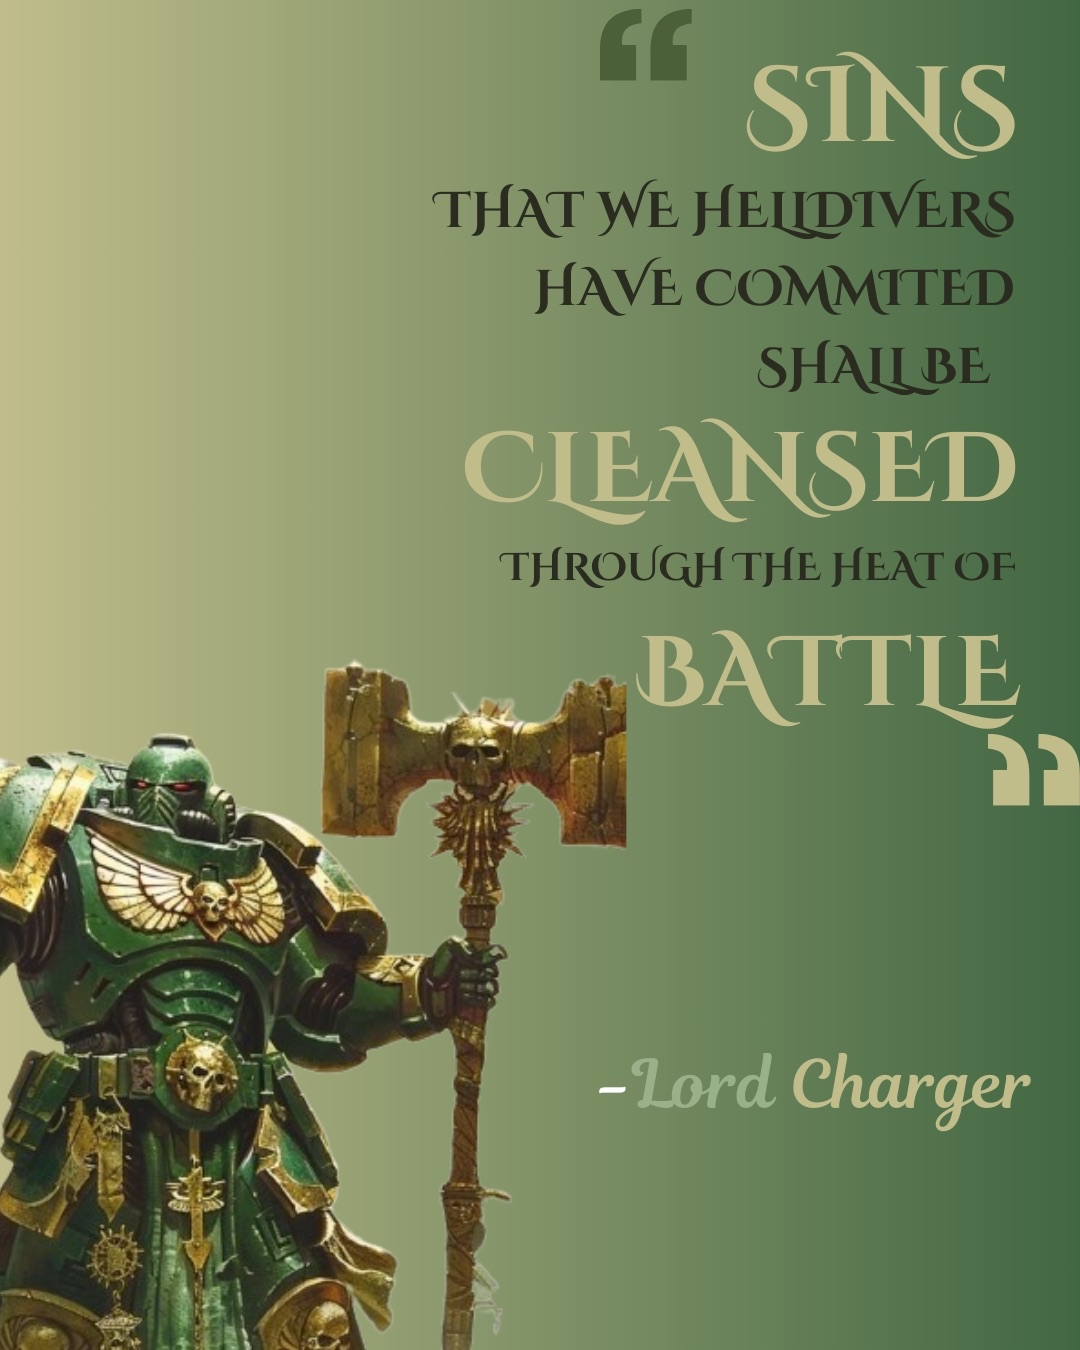 “ SINS
THAT WE HELLDIVERS
HAVE COMMITED
SHALL BE
CLEANSED
THROUGH THE HEAT OF
BATTLE
”
-Lord Charger